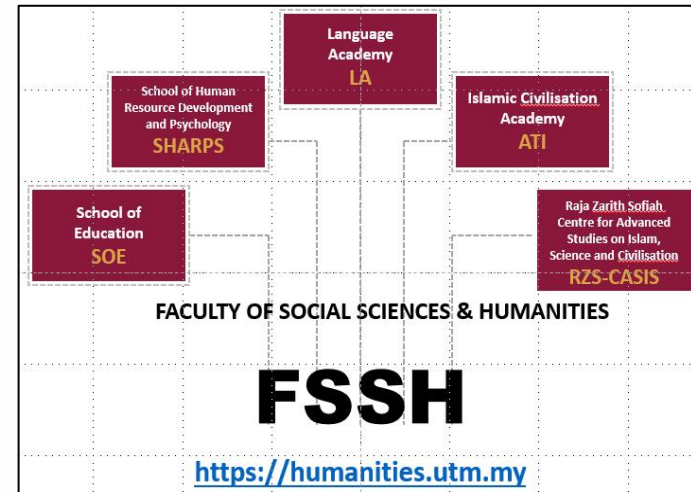 Language
Academy
LA
School of Human
Resource Development
and Psychology
SHARPS
Islamic Civilisation
Academy
ATI
School of
Education
SOE
Raja Zarith Sofiah
Centre for Advanced
Studies on Islam,
Science and Civilisation
RZS-CASIS
FACULTY OF SOCIAL SCIENCES & HUMANITIES
FSSH
https://humanities.utm.my